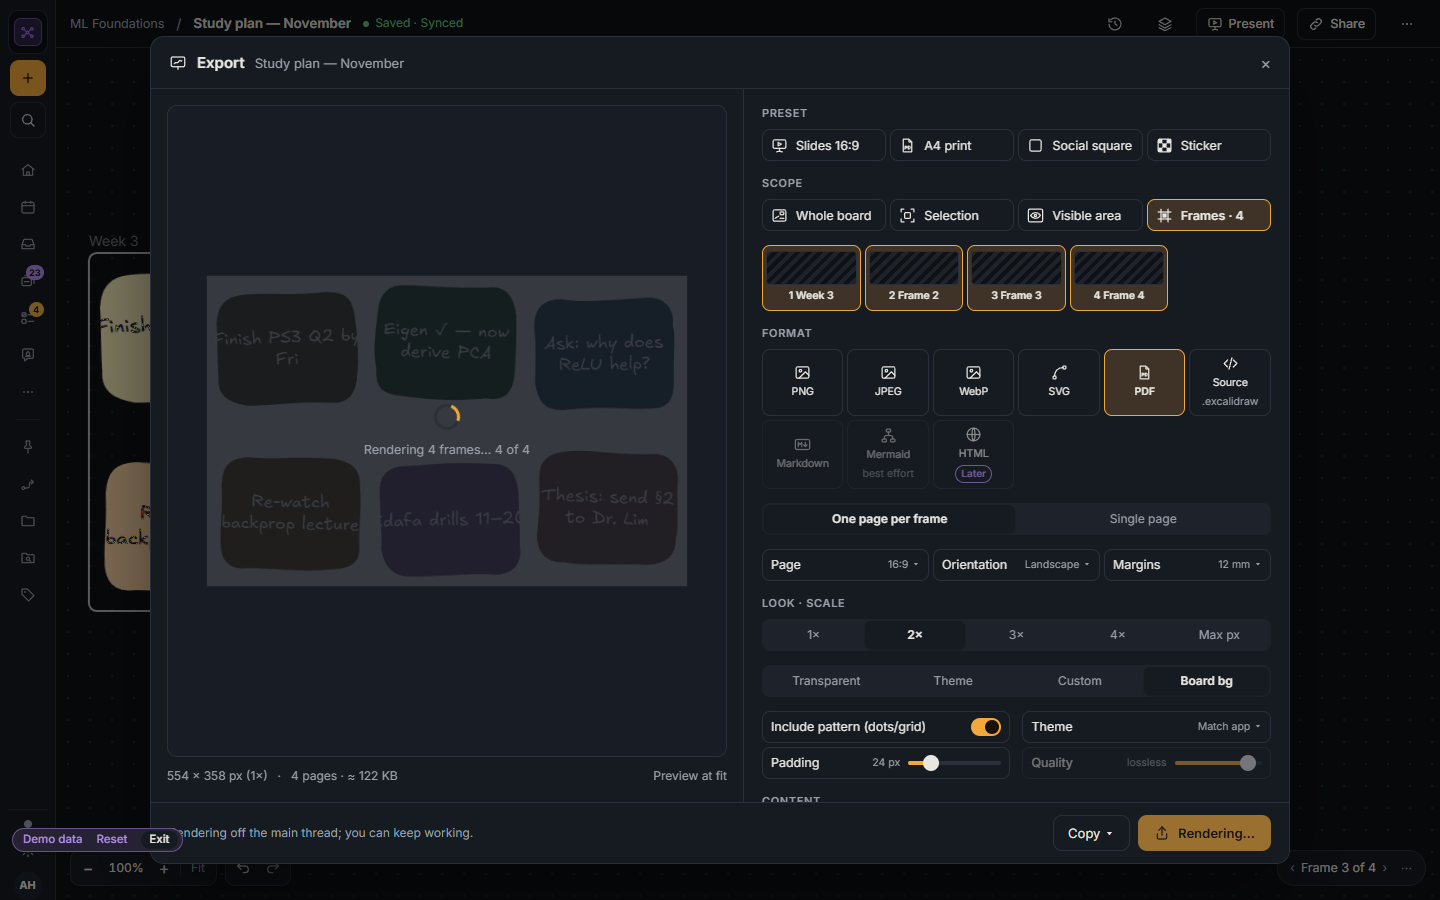 ML Foundations / Study plan — November Saved · Synced Present Share
Export Study plan — November
PRESET
Slides 16:9 A4 print Social square Sticker
SCOPE
Whole board Selection Visible area Frames · 4
1 Week 3 2 Frame 2 3 Frame 3 4 Frame 4
FORMAT
PNG JPEG WebP SVG PDF Source
.excalidraw
Markdown Mermaid HTML
best effort Later
One page per frame Single page
Page 16:9 Orientation Landscape Margins 12 mm
LOOK · SCALE
1× 2× 3× 4× Max px
Transparent Theme Custom Board bg
Include pattern (dots/grid) Theme Match app
Padding 24 px Quality lossless
CONTENT
Finish PS3 Q2 by
Fri
Eigen ✓ — now
derive PCA
Ask: why does
ReLU help?
Rendering 4 frames… 4 of 4
Re-watch
backprop lecture
drills 11–20
Thesis: send §2
to Dr. Lim
554 × 358 px (1×) · 4 pages · ≈ 122 KB Preview at fit
endering off the main thread; you can keep working.
Copy Rendering…
Week 3
Finish
back
23
4
Demo data Reset Exit
− 100% + Fit
AH
Frame 3 of 4